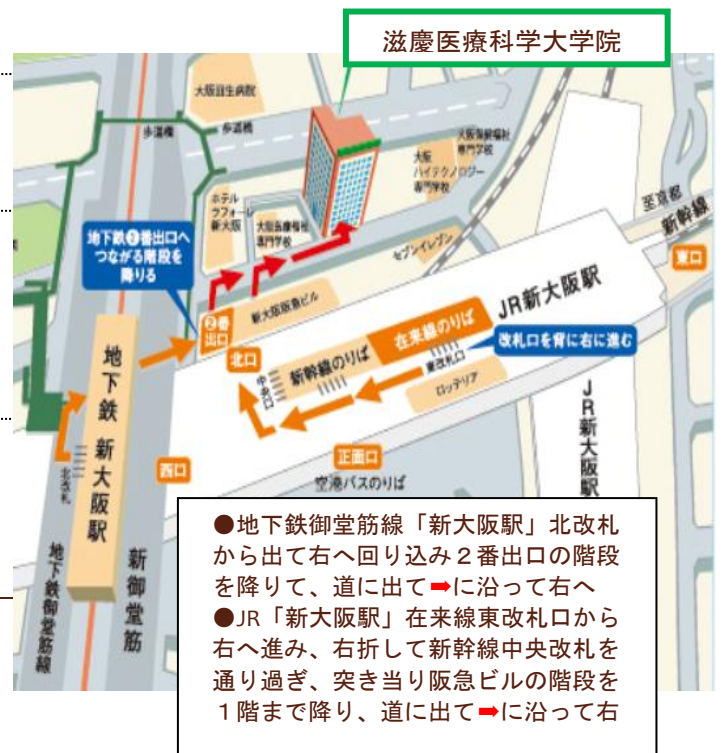 滋慶医療科学大学院
大阪回生病院
歩道橋
歩道橋
大阪保健福祉
専門学校
大阪
ハイテクノロジー
専門学校
ホテル
ラフォーレ
新大阪
大阪医療福祉
専門学校
地下鉄❷番出口へ
つながる階段を
降りる
セブンイレブン
至京都
新幹線
東口
新大阪阪急ビル
❷番
出口
北口
JR新大阪駅
在来線のりば
新幹線のりば
中央口
東改札口
改札口を背に右に進む
ロッテリア
地下鉄 新大阪駅
北改札
西口
正面口
空港バスのりば
JR新大阪駅
新御堂筋
地下鉄御堂筋線
●地下鉄御堂筋線「新大阪駅」北改札
から出て右へ回り込み２番出口の階段
を降りて、道に出て➡に沿って右へ
●JR「新大阪駅」在来線東改札口から
右へ進み、右折して新幹線中央改札を
通り過ぎ、突き当り阪急ビルの階段を
１階まで降り、道に出て➡に沿って右